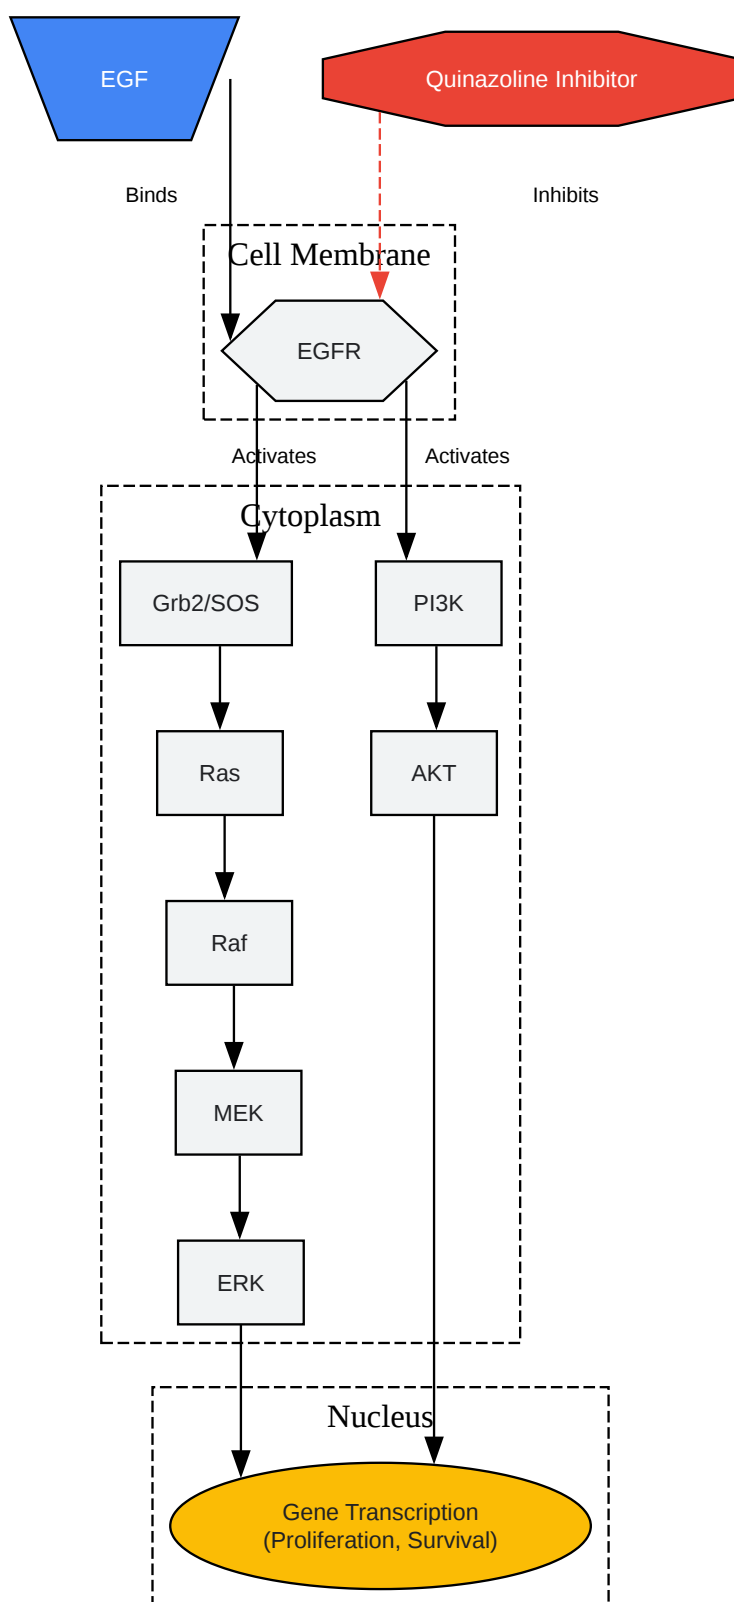 EGF
Quinazoline Inhibitor
Binds
Inhibits
Cell Membrane
EGFR
Activates
Activates
Cytoplasm
Grb2/SOS
PI3K
Ras
AKT
Raf
MEK
ERK
Nucleus
Gene Transcription
(Proliferation, Survival)